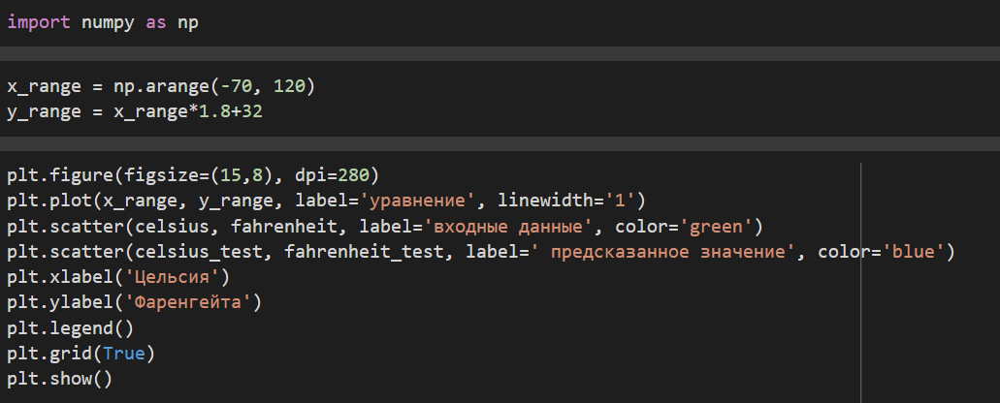 import numpy as np
x_range = np.arange(-70, 120)
y_range = x_range*1.8+32
plt.figure(figsize=(15,8), dpi=280)
plt.plot(x_range, y_range, label='уравнение', linewidth='1')
plt.scatter(celsius, fahrenheit, label='входные данные', color='green')
plt.scatter(celsius_test, fahrenheit_test, label=' предсказанное значение', color='blue')
plt.xlabel('Цельсия')
plt.ylabel('Фаренгейта')
plt.legend()
plt.grid(True)
plt.show()